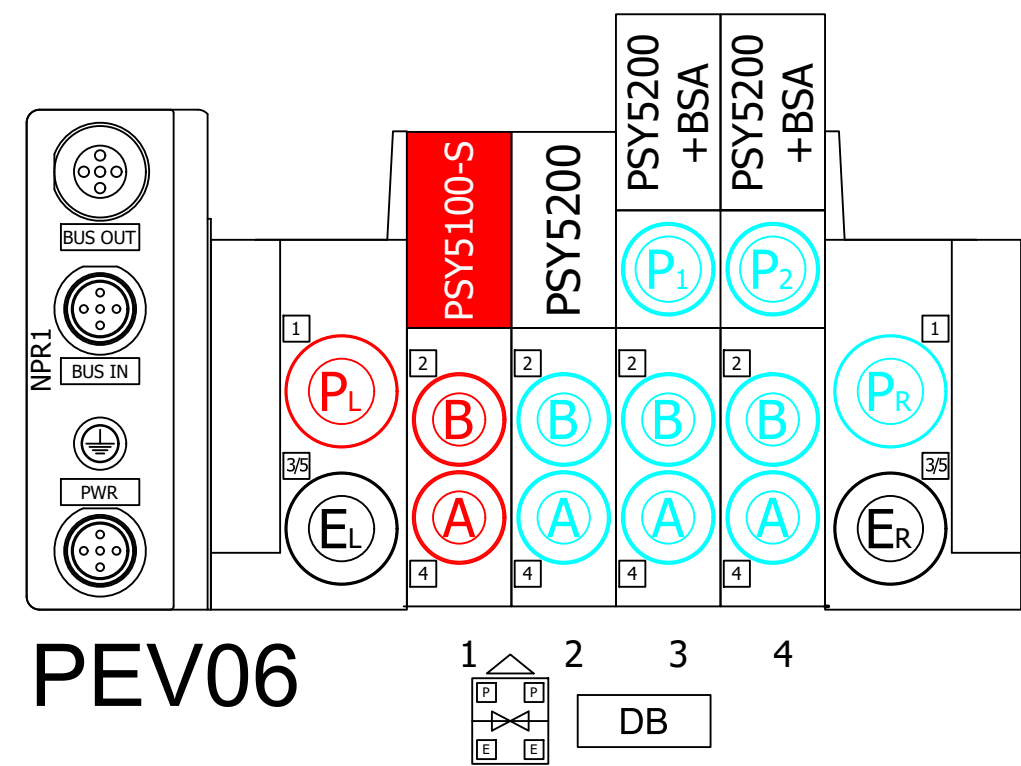 BUS OUT
NPR1
BUS IN
PWR
1
PL
3/5
EL
PSY5100-S
2
B
A
4
PSY5200
2
B
A
4
PSY5200
+BSA
P1
2
B
A
4
PSY5200
+BSA
P2
2
B
A
4
1
PR
3/5
ER
PEV06
1 2 3 4
P P
E E
DB